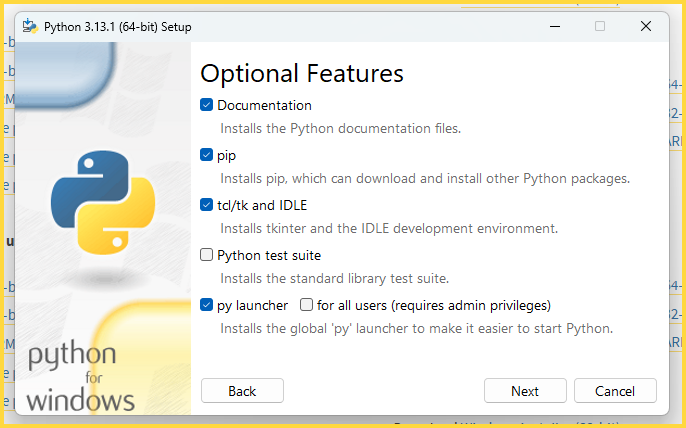 Python 3.13.1 (64-bit) Setup
Optional Features
Documentation
Installs the Python documentation files.
pip
Installs pip, which can download and install other Python packages.
tcl/tk and IDLE
Installs tkinter and the IDLE development environment.
Python test suite
Installs the standard library test suite.
py launcher for all users (requires admin privileges)
Installs the global 'py' launcher to make it easier to start Python.
python
for
windows
Back Next Cancel